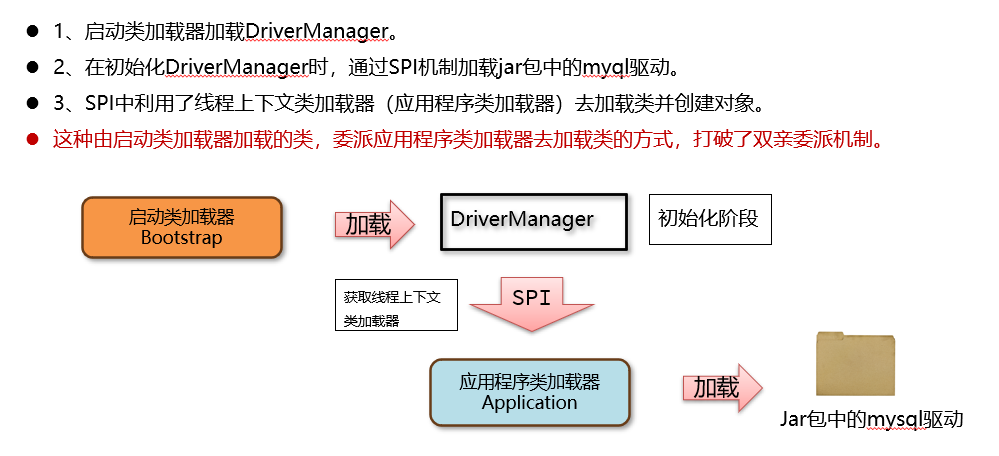 ● 1、启动类加载器加载DriverManager。
● 2、在初始化DriverManager时，通过SPI机制加载jar包中的myql驱动。
● 3、SPI中利用了线程上下文类加载器（应用程序类加载器）去加载类并创建对象。
● 这种由启动类加载器加载的类，委派应用程序类加载器去加载类的方式，打破了双亲委派机制。
启动类加载器
Bootstrap
加载
DriverManager
初始化阶段
获取线程上下文
类加载器
SPI
应用程序类加载器
Application
加载
Jar包中的mysql驱动